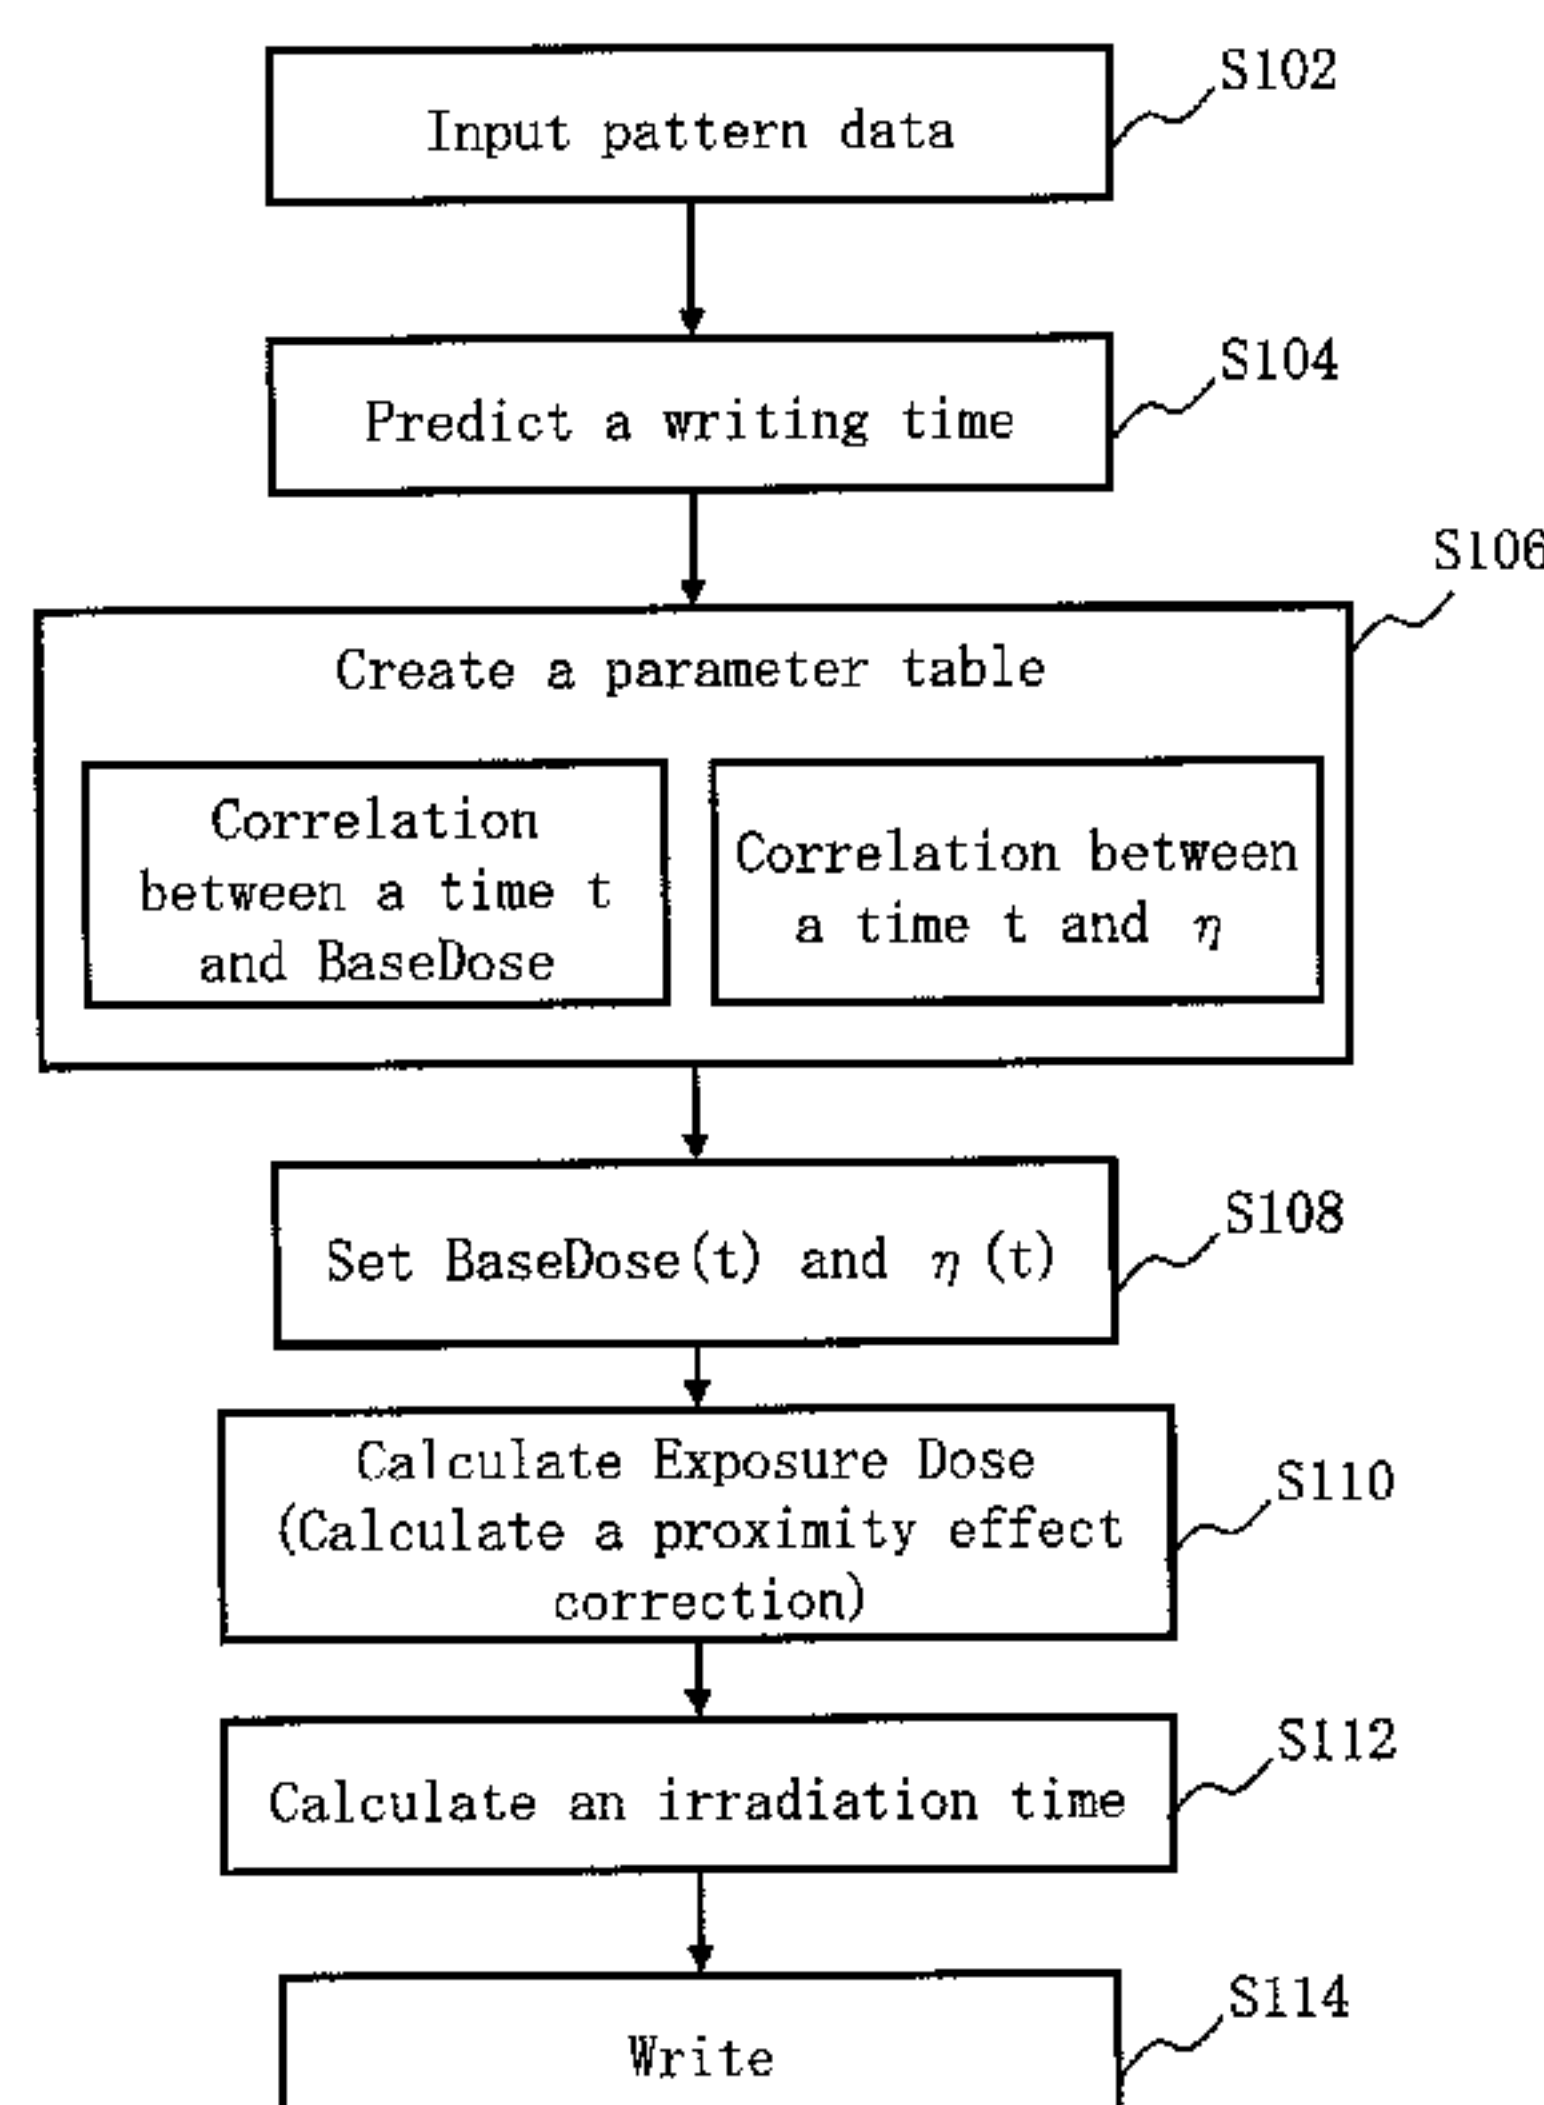 S102
Input pattern data
S104
Predict a writing time
S106
Create a parameter table
Correlation
between a time t
and BaseDose
Correlation between
a time t and η
S108
Set BaseDose(t) and η (t)
Calculate Exposure Dose
(Calculate a proximity effect
correction)
S110
S112
Calculate an irradiation time
S114
Write